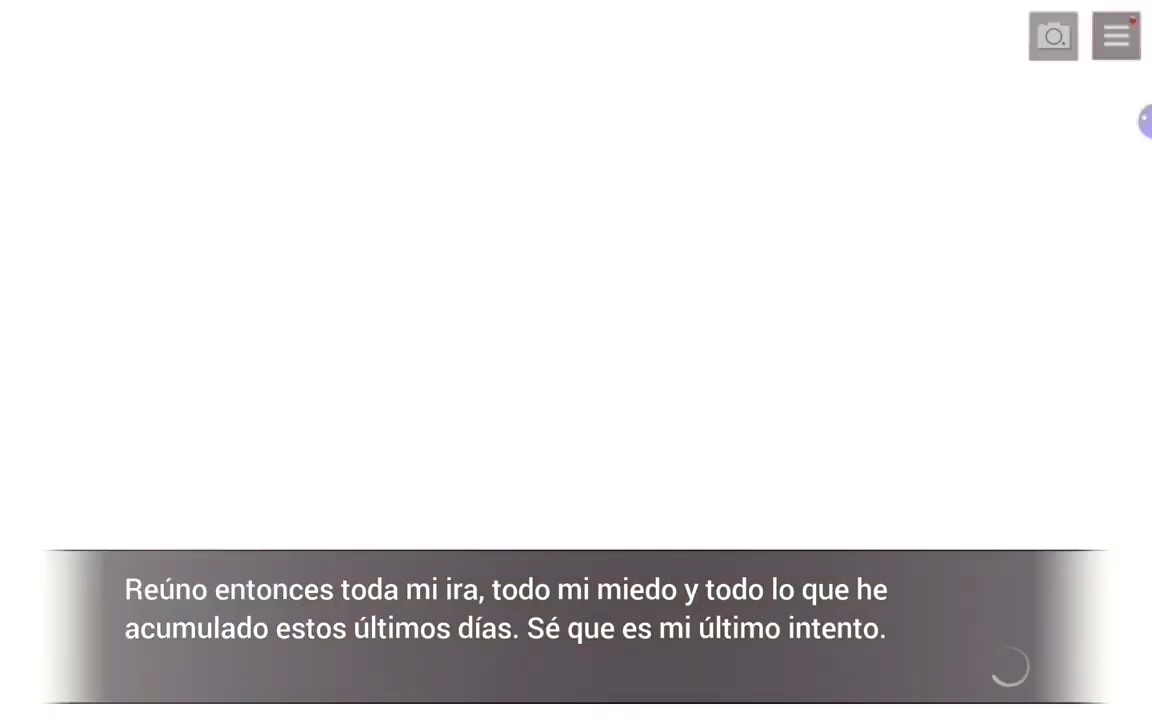 Reúno entonces toda mi ira, todo mi miedo y todo lo que he
acumulado estos últimos días. Sé que es mi último intento.